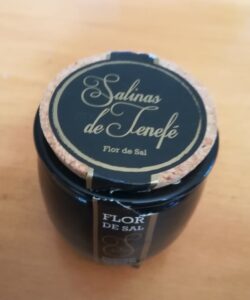 Salinas
de Tenefé
Flor de Sal
FLOR
DE SAL